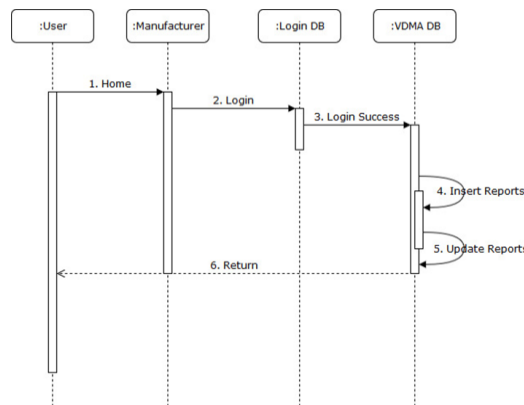 :User
:Manufacturer
:Login DB
:VDMA DB
1. Home
2. Login
3. Login Success
4. Insert Reports
5. Update Reports
6. Return